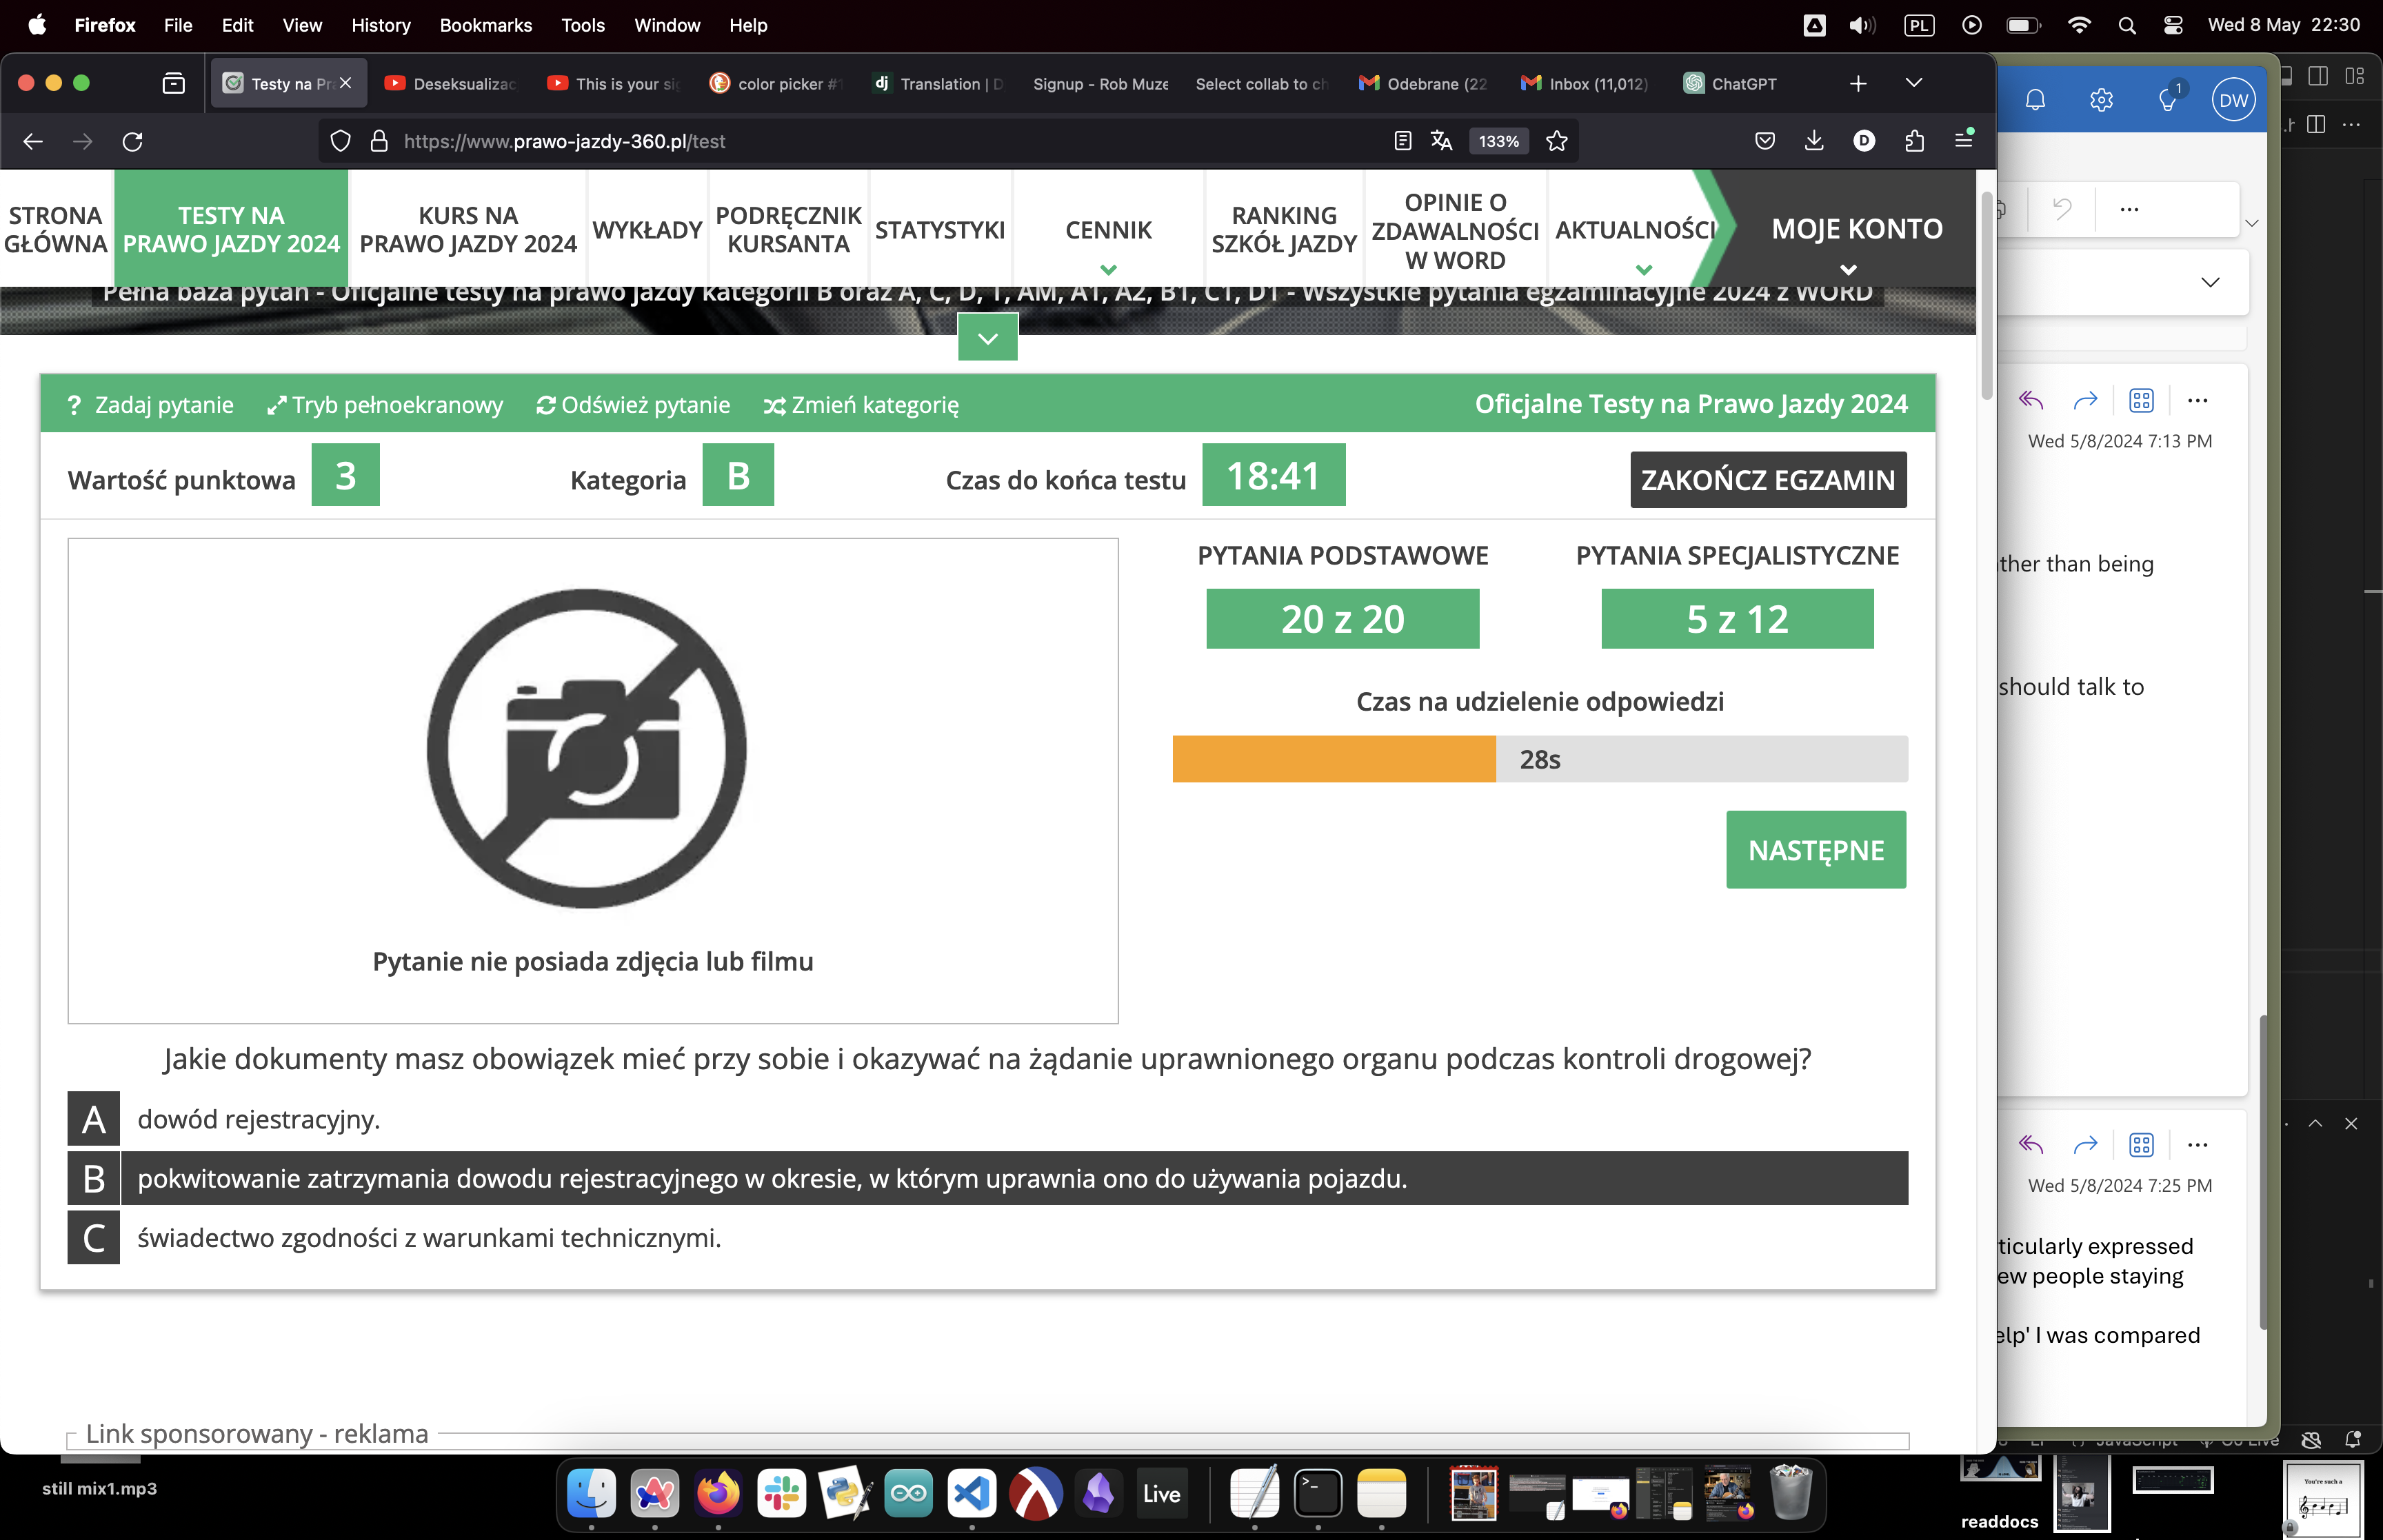 Firefox File Edit View History Bookmarks Tools Window Help PL Wed 8 May 22:30
Testy na Pr Deseksualizac This is your si color picker # dj Translation | D Signup - Rob Muze Select collab to ch Odebrane (22 Inbox (11,012) ChatGPT
https://www.prawo-jazdy-360.pl/test 133% D
1
DW
STRONA GŁÓWNA
TESTY NA PRAWO JAZDY 2024
KURS NA PRAWO JAZDY 2024
WYKŁADY
PODRĘCZNIK KURSANTA
STATYSTYKI
CENNIK
RANKING SZKÓŁ JAZDY
OPINIE O ZDAWALNOŚCI W WORD
AKTUALNOŚCI
MOJE KONTO
Pełna baza pytań - Oficjalne testy na prawo jazdy kategorii B oraz A, C, D, T, AM, A1, A2, B1, C1, D1 - Wszystkie pytania egzaminacyjne 2024 z WORD
? Zadaj pytanie Tryb pełnoekranowy Odśwież pytanie Zmień kategorię Oficjalne Testy na Prawo Jazdy 2024
Wartość punktowa 3 Kategoria B Czas do końca testu 18:41 ZAKOŃCZ EGZAMIN
PYTANIA PODSTAWOWE PYTANIA SPECJALISTYCZNE
20 z 20 5 z 12
Czas na udzielenie odpowiedzi
28s
NASTĘPNE
Pytanie nie posiada zdjęcia lub filmu
Jakie dokumenty masz obowiązek mieć przy sobie i okazywać na żądanie uprawnionego organu podczas kontroli drogowej?
A dowód rejestracyjny.
B pokwitowanie zatrzymania dowodu rejestracyjnego w okresie, w którym uprawnia ono do używania pojazdu.
C świadectwo zgodności z warunkami technicznymi.
Link sponsorowany - reklama
Wed 5/8/2024 7:13 PM
ther than being
should talk to
Wed 5/8/2024 7:25 PM
ticularly expressed
ew people staying
elp' I was compared
JavaScript Go Live
still mix1.mp3
Live
readdocs
You're such a